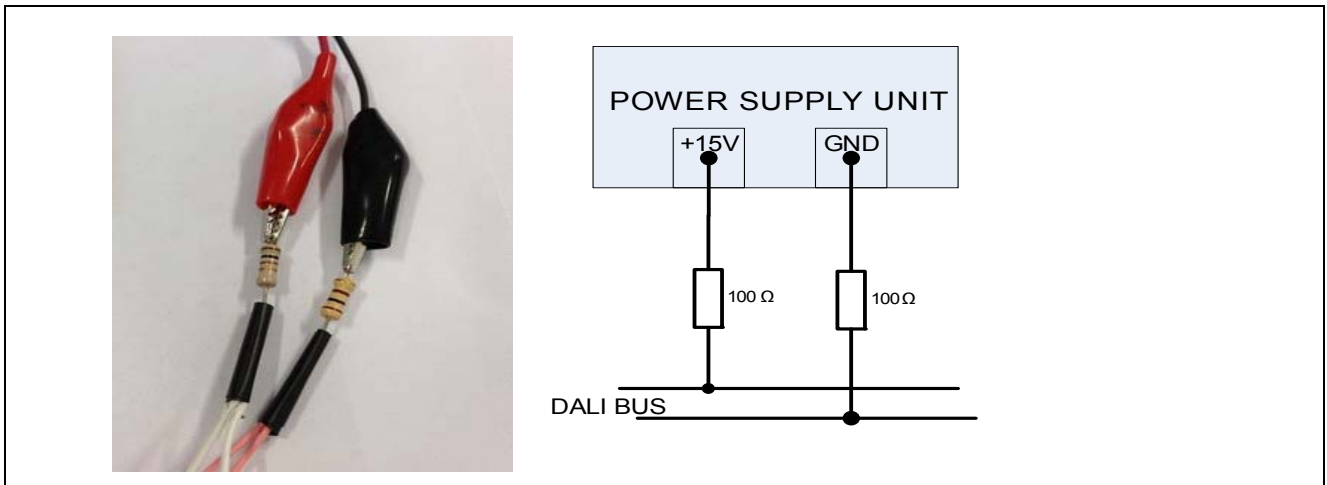 POWER SUPPLY UNIT
+15V GND
100 Ω 100Ω
DALI BUS